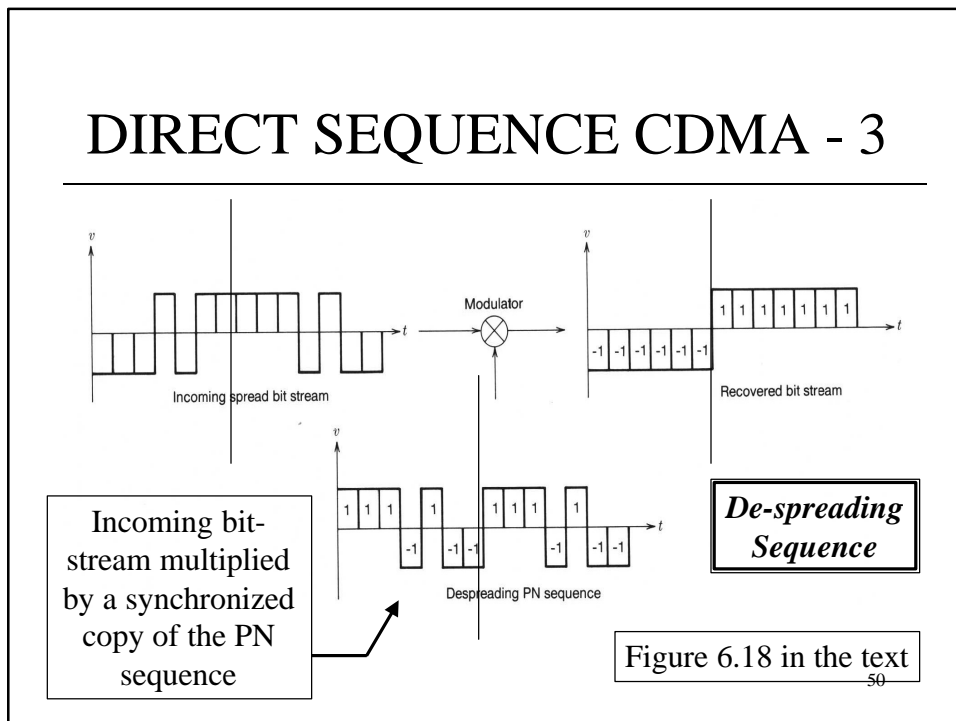 DIRECT SEQUENCE CDMA - 3
v
t
Incoming spread bit stream
Modulator
v
-1 -1 -1 -1 -1 -1 1 1 1 1 1 1 1
t
Recovered bit stream
v
1 1 1 -1 1 -1 -1 1 1 1 -1 1 -1 -1
t
Despreading PN sequence
Incoming bit-
stream multiplied
by a synchronized
copy of the PN
sequence
De-spreading
Sequence
Figure 6.18 in the text
50